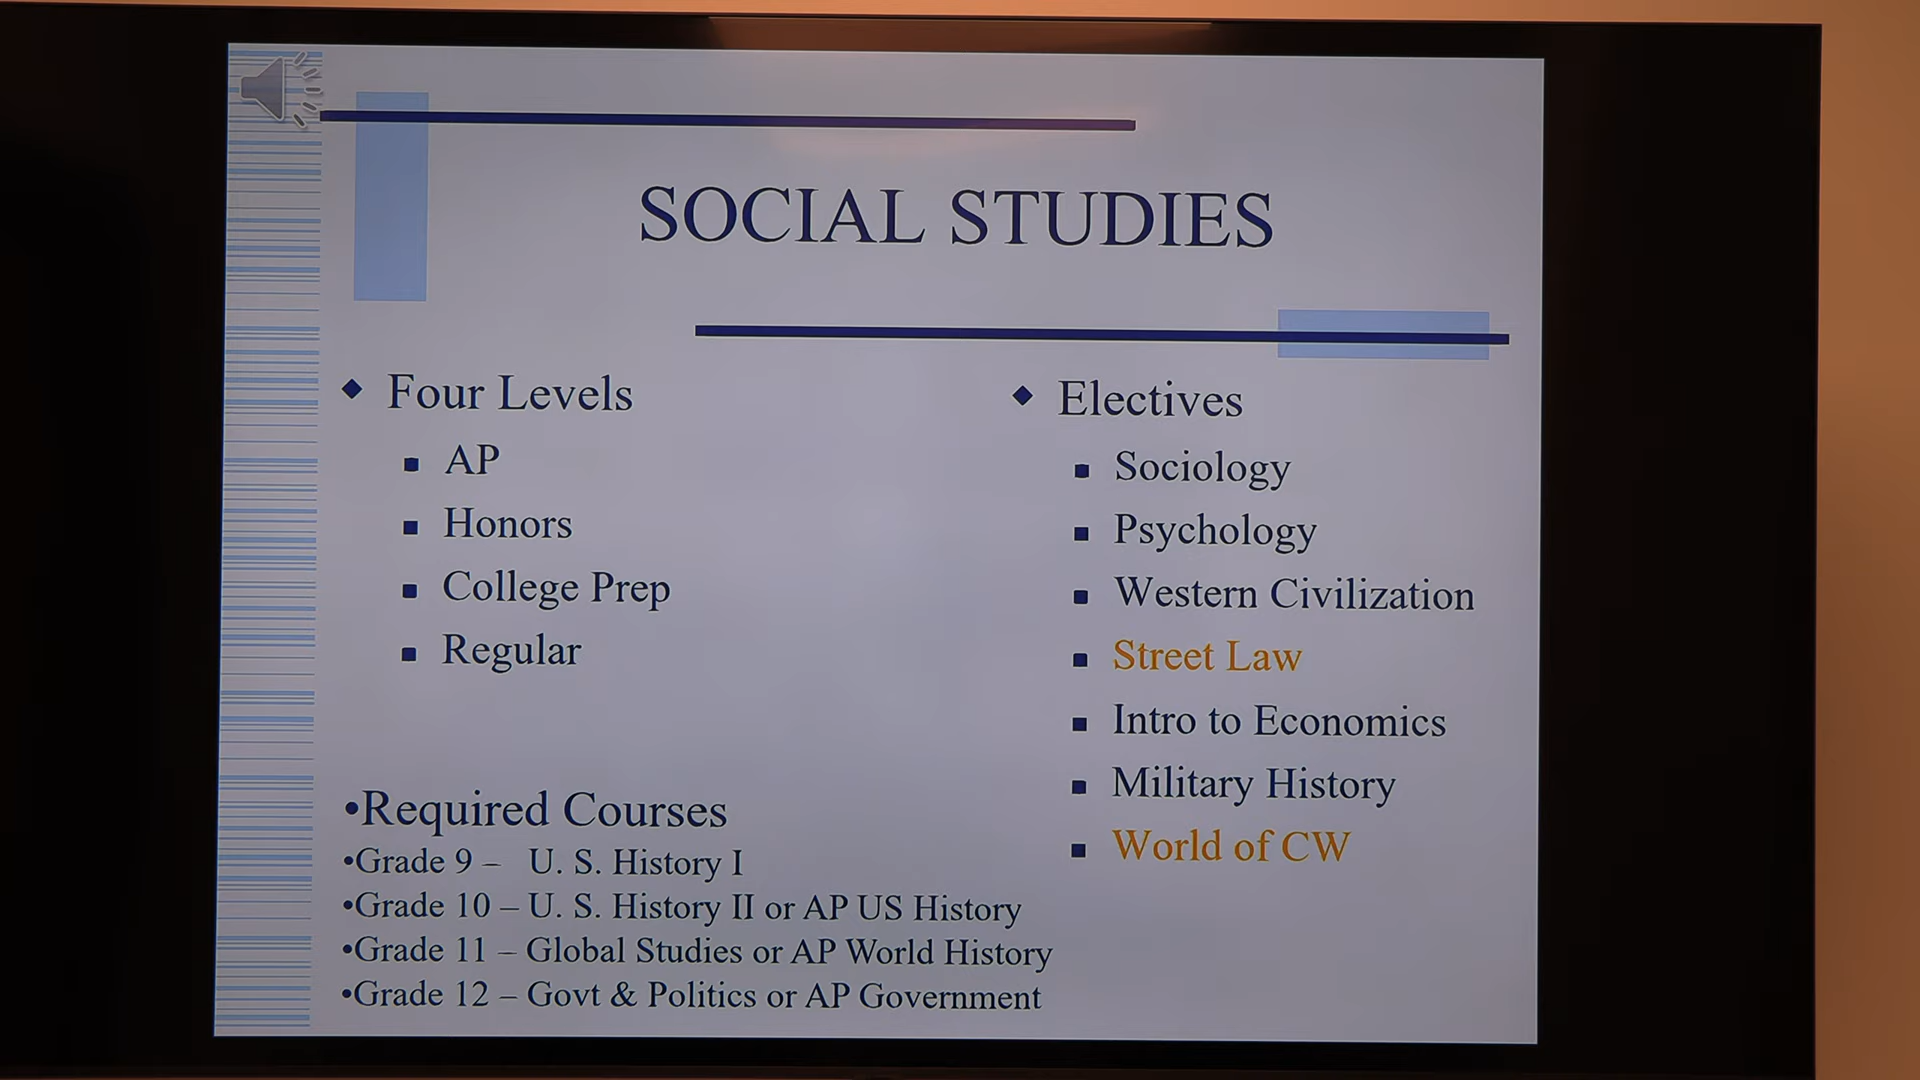 SOCIAL STUDIES
◆ Four Levels
▪ AP
▪ Honors
▪ College Prep
▪ Regular
•Required Courses
•Grade 9 – U. S. History I
•Grade 10 – U. S. History II or AP US History
•Grade 11 – Global Studies or AP World History
•Grade 12 – Govt & Politics or AP Government
◆ Electives
▪ Sociology
▪ Psychology
▪ Western Civilization
▪ Street Law
▪ Intro to Economics
▪ Military History
▪ World of CW